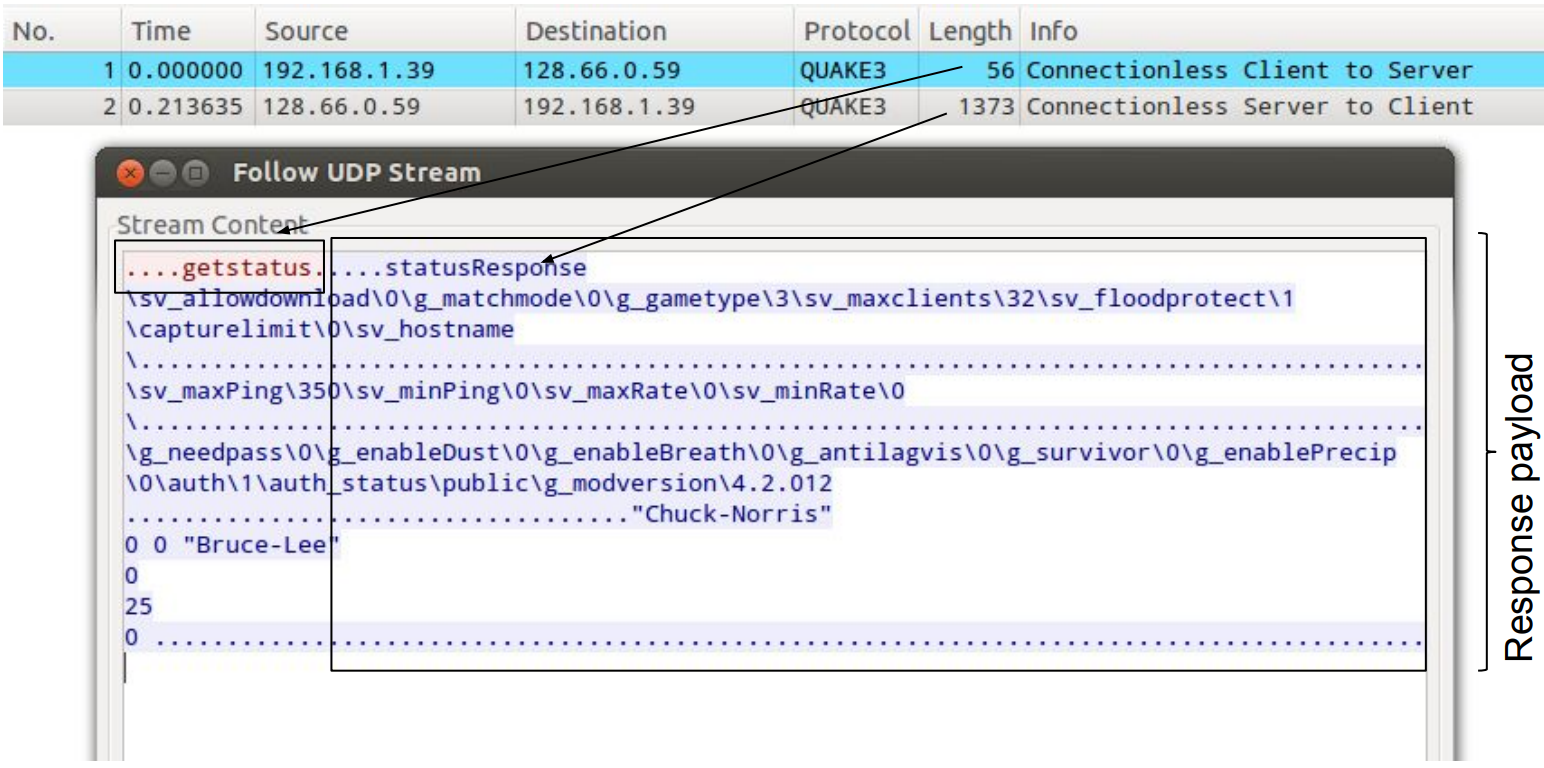 No. Time Source Destination Protocol Length Info
1 0.000000 192.168.1.39 128.66.0.59 QUAKE3 56 Connectionless Client to Server
2 0.213635 128.66.0.59 192.168.1.39 QUAKE3 1373 Connectionless Server to Client
Follow UDP Stream
Stream Content
....getstatus.....statusResponse
\sv_allowdownload\0\g_matchmode\0\g_gametype\3\sv_maxclients\32\sv_floodprotect\1
\capturelimit\0\sv_hostname
\.........................................................................................
\sv_maxPing\350\sv_minPing\0\sv_maxRate\0\sv_minRate\0
\.........................................................................................
\g_needpass\0\g_enableDust\0\g_enableBreath\0\g_antilagvis\0\g_survivor\0\g_enablePrecip
\0\auth\1\auth_status\public\g_modversion\4.2.012
..................................."Chuck-Norris"
0 0 "Bruce-Lee"
0
25
0 ........................................................................................
Response payload